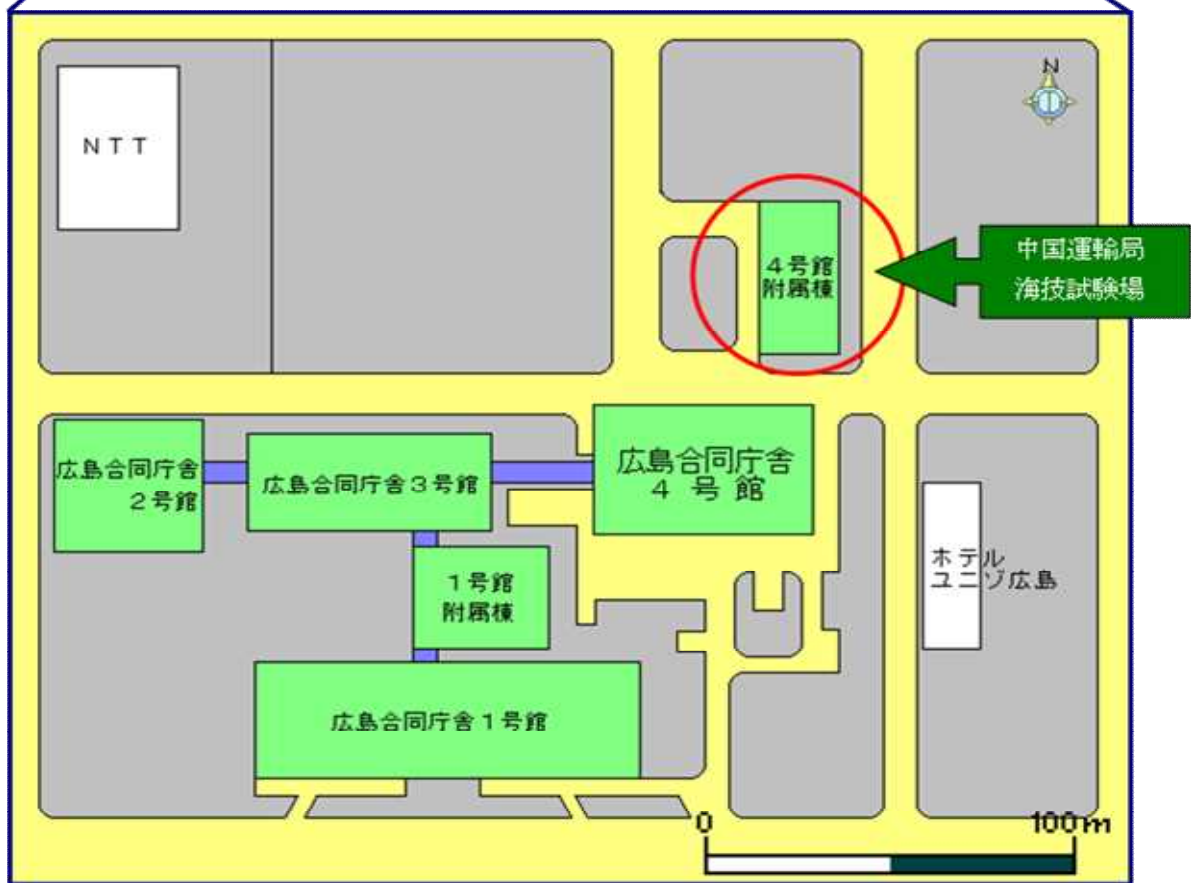 N
ＮＴＴ
４号館
附属棟
中国運輸局
海技試験場
広島合同庁舎
２号館
広島合同庁舎３号館
広島合同庁舎
４号館
ホテル
ユニゾ広島
１号館
附属棟
広島合同庁舎１号館
0
100m